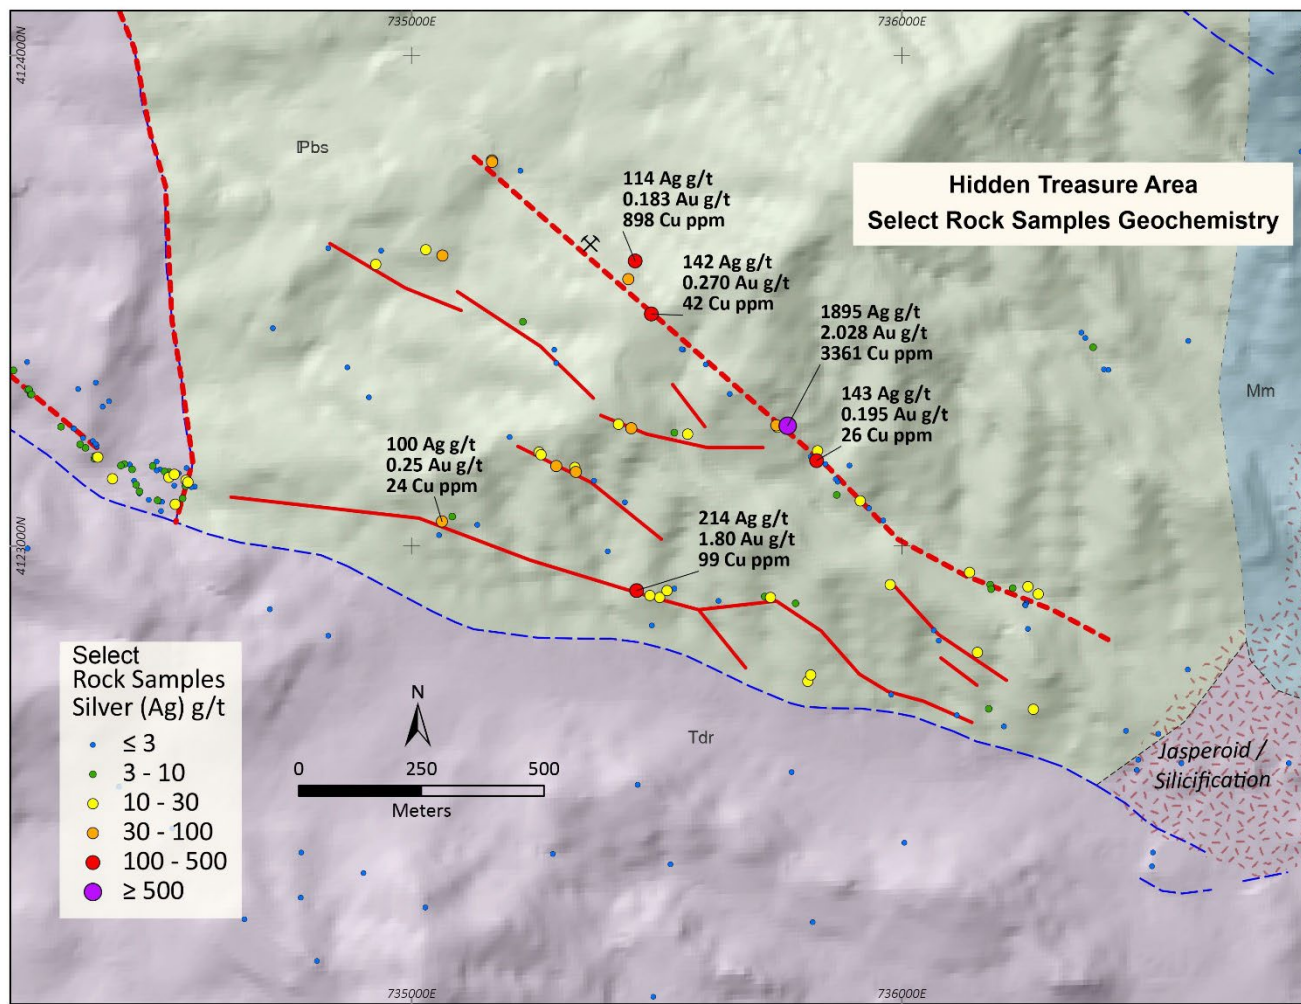 735000E
736000E
4124000N
ℙbs
Hidden Treasure Area
Select Rock Samples Geochemistry
114 Ag g/t
0.183 Au g/t
898 Cu ppm
142 Ag g/t
0.270 Au g/t
42 Cu ppm
1895 Ag g/t
2.028 Au g/t
3361 Cu ppm
Mm
143 Ag g/t
0.195 Au g/t
26 Cu ppm
100 Ag g/t
0.25 Au g/t
24 Cu ppm
214 Ag g/t
1.80 Au g/t
99 Cu ppm
4123000N
Select
Rock Samples
Silver (Ag) g/t
≤ 3
3 - 10
10 - 30
30 - 100
100 - 500
≥ 500
N
0 250 500
Meters
Tdr
Jasperoid /
Silicification
735000E
736000E